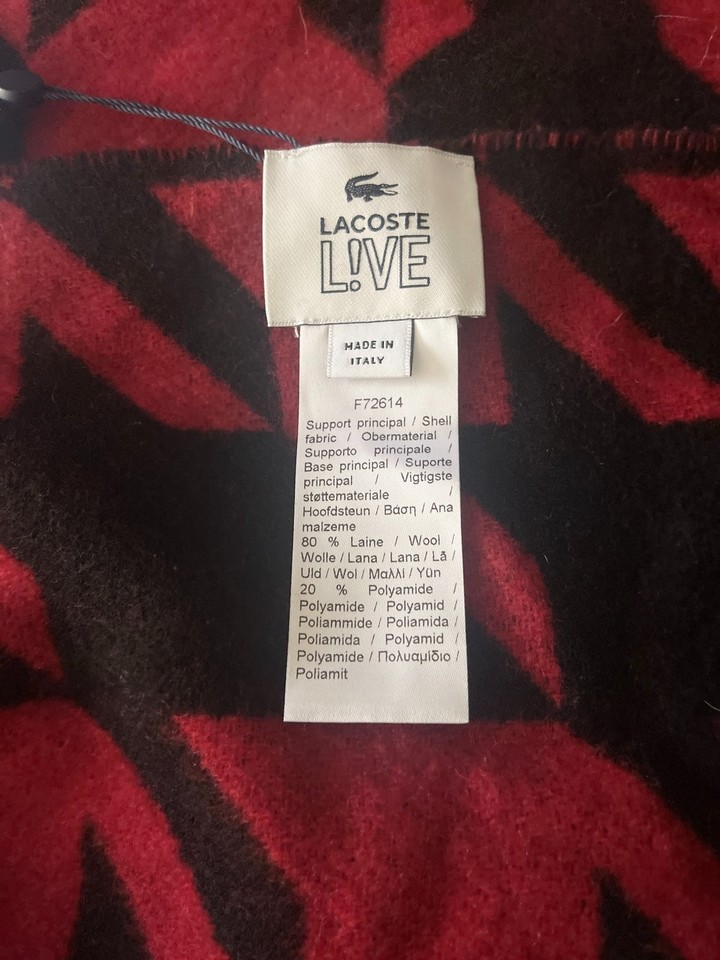 LACOSTE
L!VE
MADE IN
ITALY
F72614
Support principal / Shell
fabric / Obermaterial /
Supporto principale /
Base principal / Suporte
principal / Vigtigste
støttemateriale /
Hoofdsteun / Βάση / Ana
malzeme
80 % Laine / Wool /
Wolle / Lana / Lana / Lã /
Uld / Wol / Μαλλί / Yün
20 % Polyamide /
Polyamide / Polyamid /
Poliammide / Poliamida /
Poliamida / Polyamid /
Polyamide / Πολυαμίδιο /
Poliamit